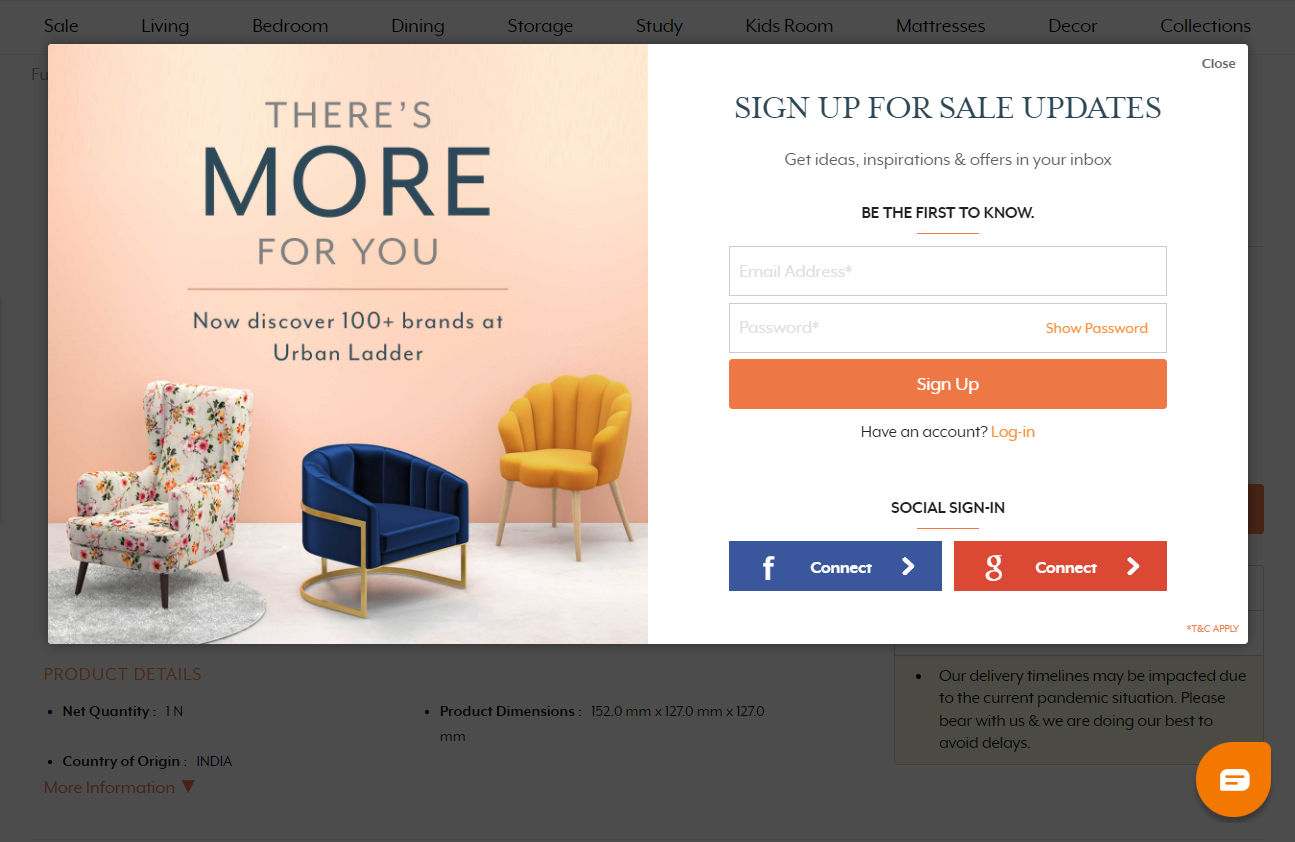 Sale Living Bedroom Dining Storage Study Kids Room Mattresses Decor Collections
Fu
Close
THERE'S
MORE
FOR YOU
Now discover 100+ brands at
Urban Ladder
SIGN UP FOR SALE UPDATES
Get ideas, inspirations & offers in your inbox
BE THE FIRST TO KNOW.
Email Address*
Password*
Show Password
Sign Up
Have an account? Log-in
SOCIAL SIGN-IN
f Connect
g Connect
*T&C APPLY
PRODUCT DETAILS
• Net Quantity : 1 N
• Product Dimensions : 152.0 mm x 127.0 mm x 127.0
mm
• Country of Origin : INDIA
More Information ▼
• Our delivery timelines may be impacted due
to the current pandemic situation. Please
bear with us & we are doing our best to
avoid delays.